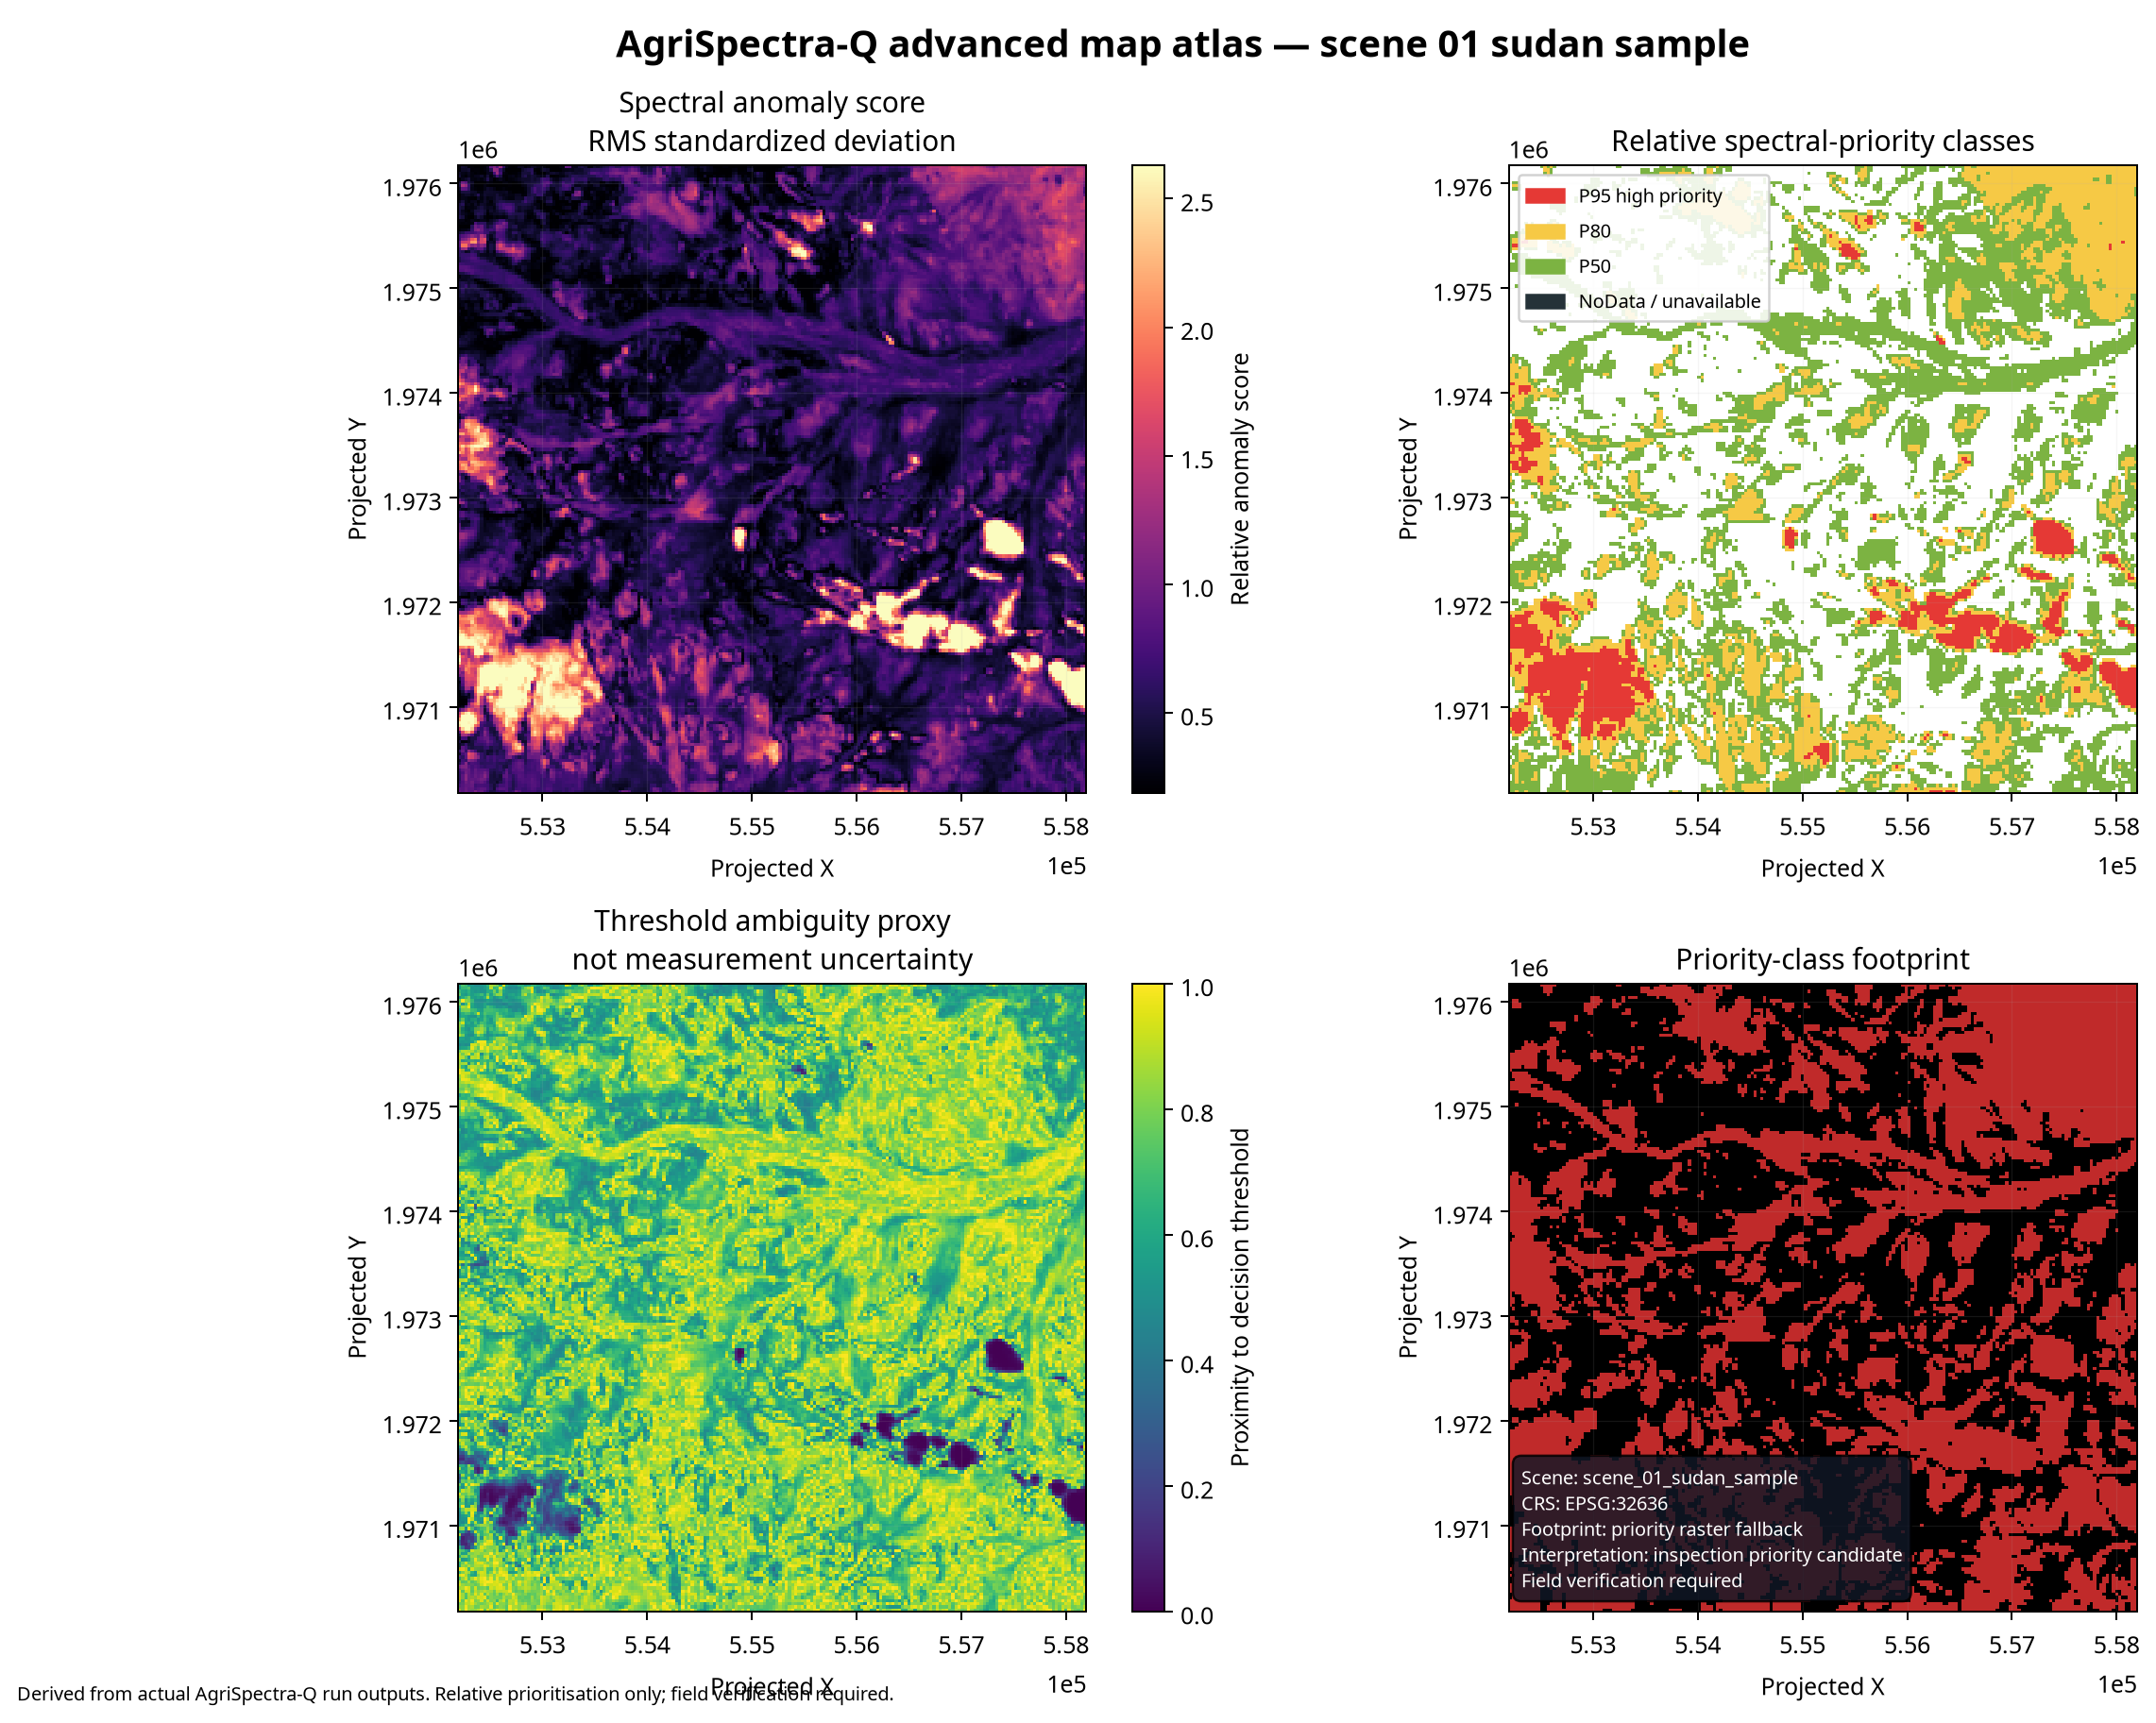 AgriSpectra-Q advanced map atlas — scene 01 sudan sample
Spectral anomaly score
RMS standardized deviation
1e6
1.976
1.975
1.974
1.973
1.972
1.971
Projected Y
5.53 5.54 5.55 5.56 5.57 5.58
Projected X
1e5
2.5
2.0
1.5
1.0
0.5
Relative anomaly score
Relative spectral-priority classes
1e6
1.976
1.975
1.974
1.973
1.972
1.971
Projected Y
P95 high priority
P80
P50
NoData / unavailable
5.53 5.54 5.55 5.56 5.57 5.58
Projected X
1e5
Threshold ambiguity proxy
not measurement uncertainty
1e6
1.976
1.975
1.974
1.973
1.972
1.971
Projected Y
5.53 5.54 5.55 5.56 5.57 5.58
Projected X
1e5
1.0
0.8
0.6
0.4
0.2
0.0
Proximity to decision threshold
Priority-class footprint
1e6
1.976
1.975
1.974
1.973
1.972
1.971
Projected Y
Scene: scene_01_sudan_sample
CRS: EPSG:32636
Footprint: priority raster fallback
Interpretation: inspection priority candidate
Field verification required
5.53 5.54 5.55 5.56 5.57 5.58
Projected X
1e5
Derived from actual AgriSpectra-Q run outputs. Relative prioritisation only; field verification required.